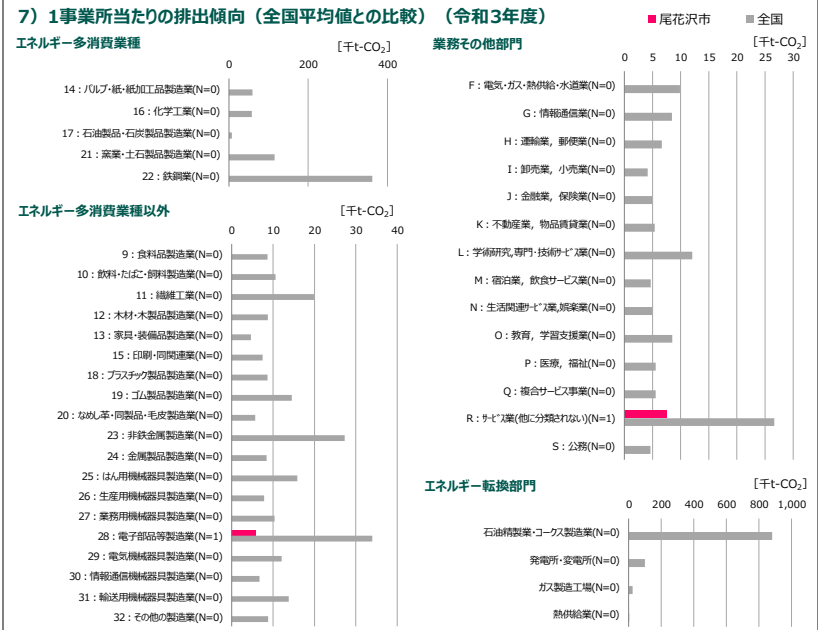 7）1事業所当たりの排出傾向（全国平均値との比較）（令和3年度）
■尾花沢市 ■全国
エネルギー多消費業種
[千t-CO₂]
0 200 400
14：パルプ・紙・紙加工品製造業(N=0)
16：化学工業(N=0)
17：石油製品・石炭製品製造業(N=0)
21：窯業・土石製品製造業(N=0)
22：鉄鋼業(N=0)
エネルギー多消費業種以外
[千t-CO₂]
0 10 20 30 40
9：食料品製造業(N=0)
10：飲料・たばこ・飼料製造業(N=0)
11：繊維工業(N=0)
12：木材・木製品製造業(N=0)
13：家具・装備品製造業(N=0)
15：印刷・同関連業(N=0)
18：プラスチック製品製造業(N=0)
19：ゴム製品製造業(N=0)
20：なめし革・同製品・毛皮製造業(N=0)
23：非鉄金属製造業(N=0)
24：金属製品製造業(N=0)
25：はん用機械器具製造業(N=0)
26：生産用機械器具製造業(N=0)
27：業務用機械器具製造業(N=0)
28：電子部品等製造業(N=1)
29：電気機械器具製造業(N=0)
30：情報通信機械器具製造業(N=0)
31：輸送用機械器具製造業(N=0)
32：その他の製造業(N=0)
業務その他部門
[千t-CO₂]
0 5 10 15 20 25 30
F：電気・ガス・熱供給・水道業(N=0)
G：情報通信業(N=0)
H：運輸業，郵便業(N=0)
I：卸売業，小売業(N=0)
J：金融業，保険業(N=0)
K：不動産業，物品賃貸業(N=0)
L：学術研究,専門・技術ｻｰﾋﾞｽ業(N=0)
M：宿泊業，飲食サービス業(N=0)
N：生活関連ｻｰﾋﾞｽ業,娯楽業(N=0)
O：教育，学習支援業(N=0)
P：医療，福祉(N=0)
Q：複合サービス事業(N=0)
R：ｻｰﾋﾞｽ業(他に分類されない)(N=1)
S：公務(N=0)
エネルギー転換部門
[千t-CO₂]
0 200 400 600 800 1,000
石油精製業・コークス製造業(N=0)
発電所・変電所(N=0)
ガス製造工場(N=0)
熱供給業(N=0)